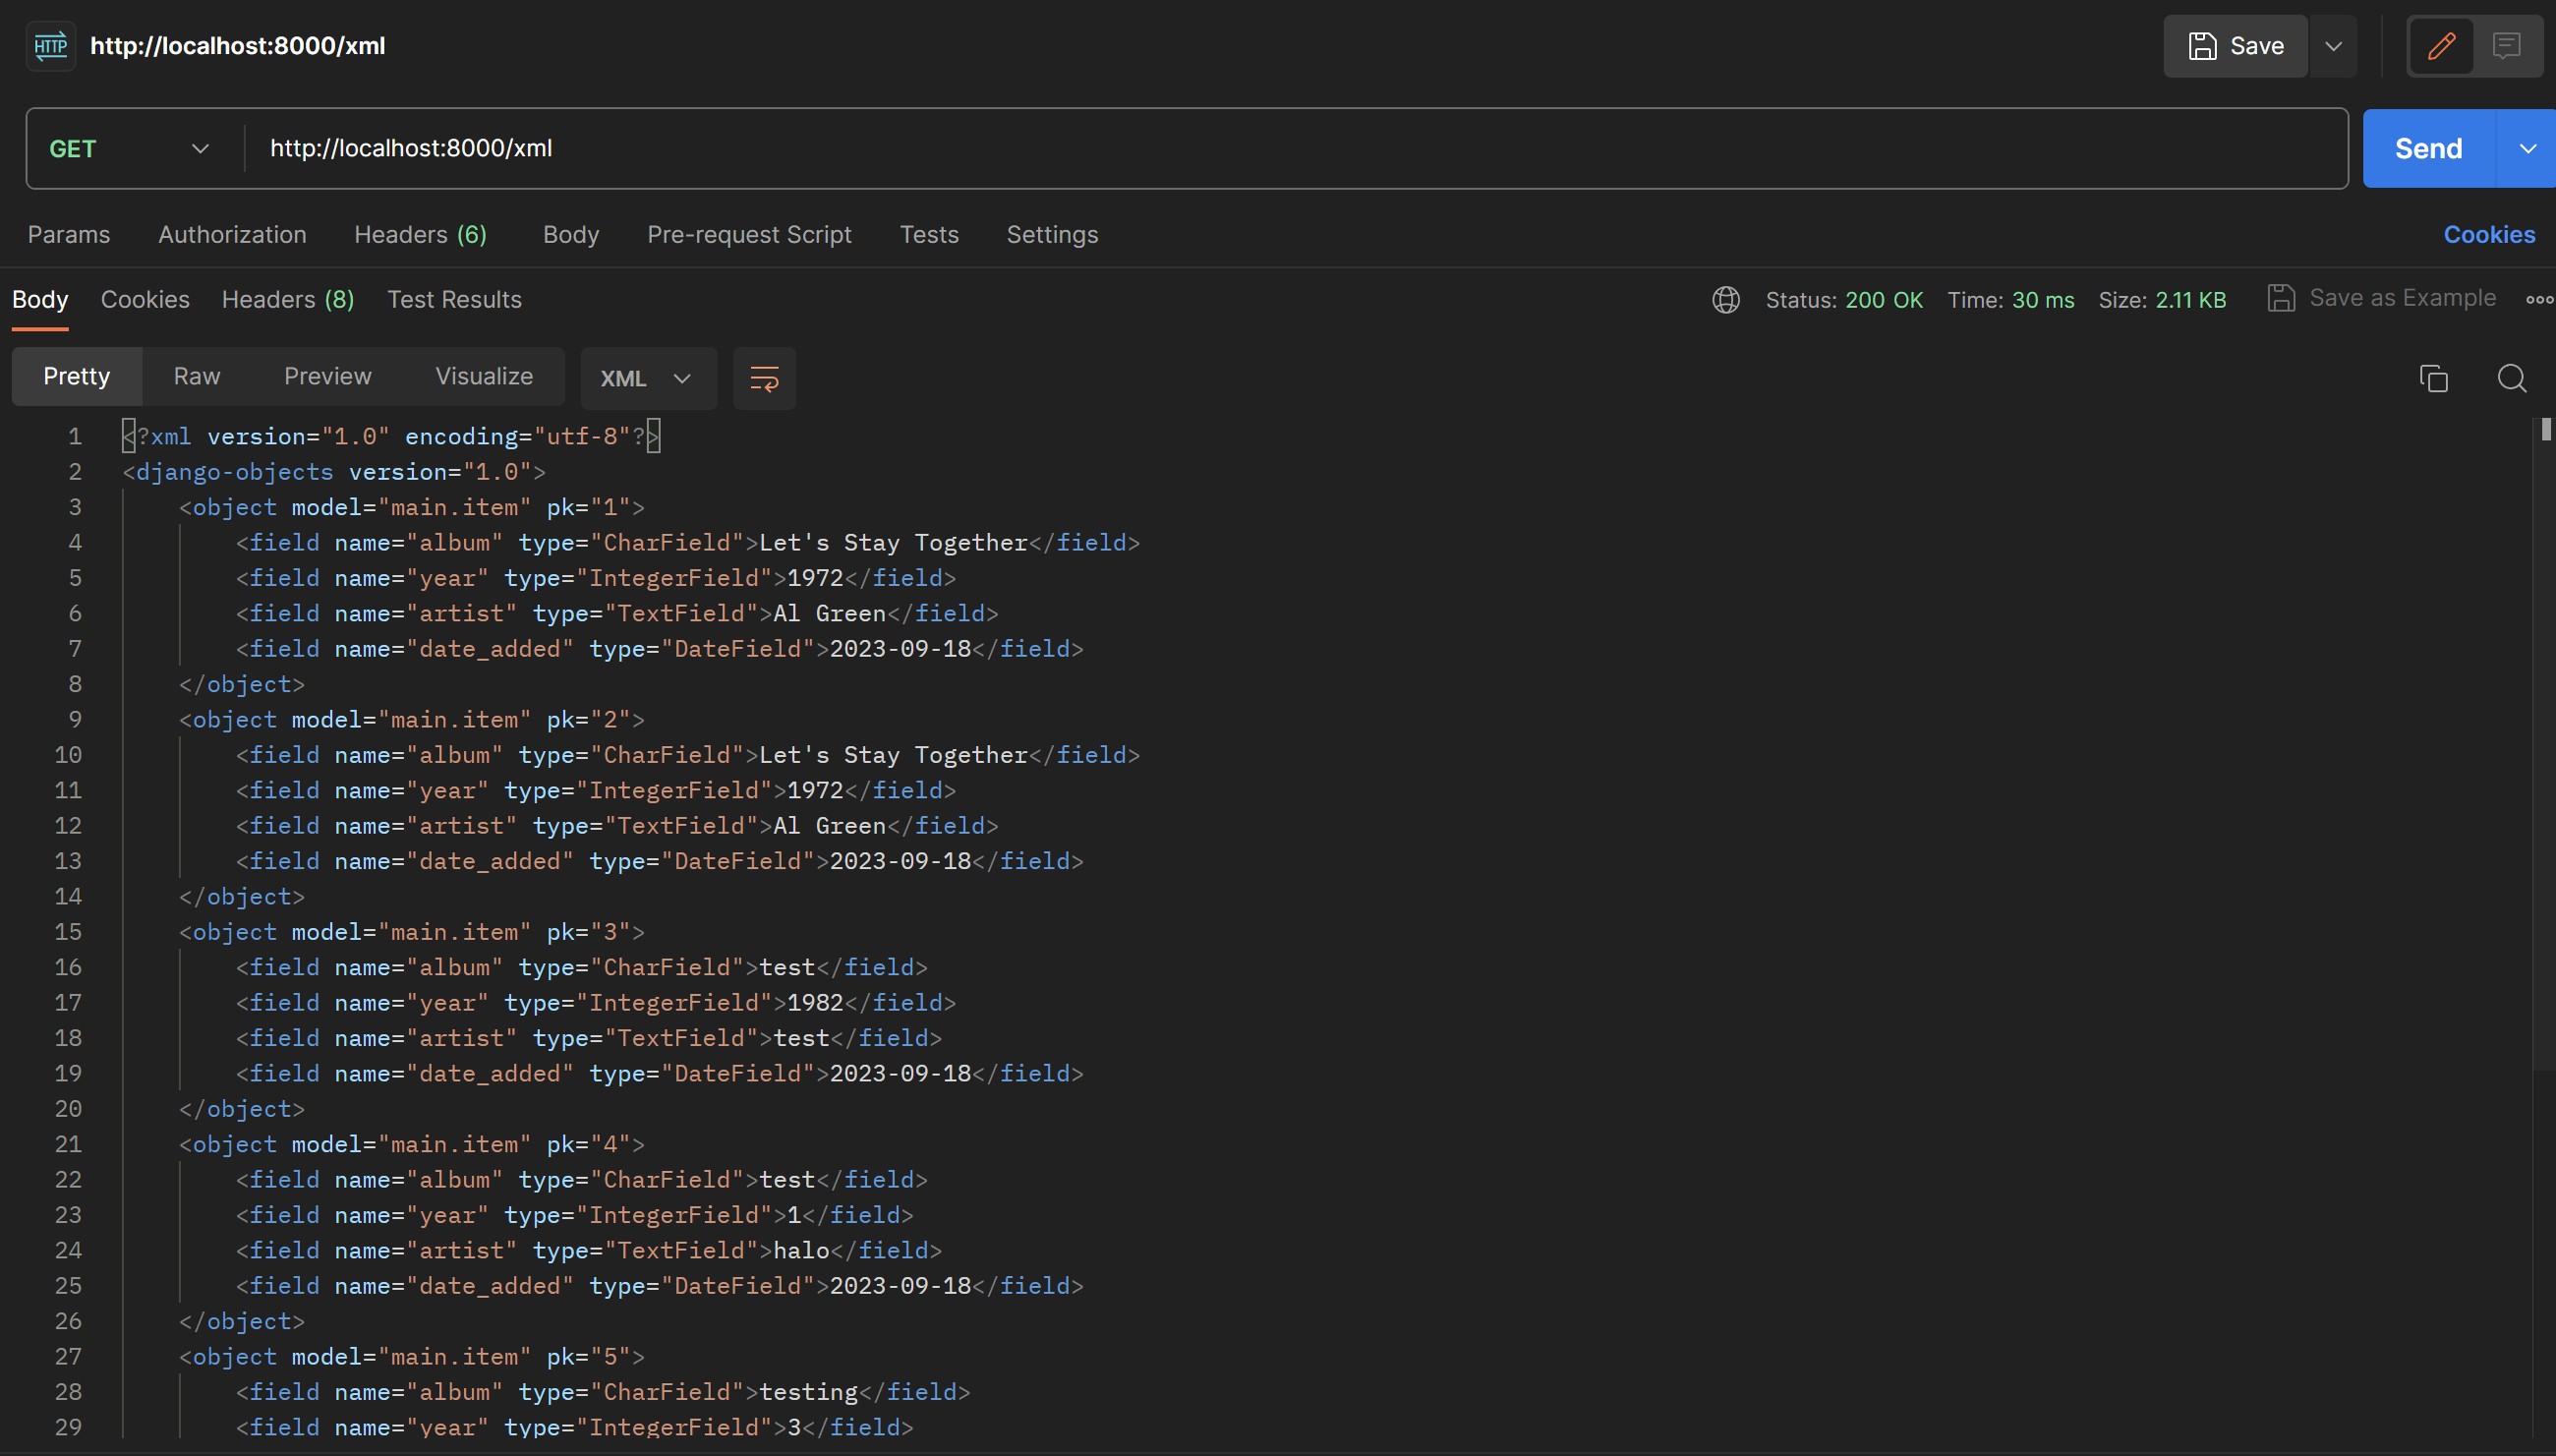 HTTP http://localhost:8000/xml Save
GET http://localhost:8000/xml Send
Params Authorization Headers (6) Body Pre-request Script Tests Settings Cookies
Body Cookies Headers (8) Test Results Status: 200 OK Time: 30 ms Size: 2.11 KB Save as Example
Pretty Raw Preview Visualize XML
1 <?xml version="1.0" encoding="utf-8"?>
2 <django-objects version="1.0">
3 <object model="main.item" pk="1">
4 <field name="album" type="CharField">Let's Stay Together</field>
5 <field name="year" type="IntegerField">1972</field>
6 <field name="artist" type="TextField">Al Green</field>
7 <field name="date_added" type="DateField">2023-09-18</field>
8 </object>
9 <object model="main.item" pk="2">
10 <field name="album" type="CharField">Let's Stay Together</field>
11 <field name="year" type="IntegerField">1972</field>
12 <field name="artist" type="TextField">Al Green</field>
13 <field name="date_added" type="DateField">2023-09-18</field>
14 </object>
15 <object model="main.item" pk="3">
16 <field name="album" type="CharField">test</field>
17 <field name="year" type="IntegerField">1982</field>
18 <field name="artist" type="TextField">test</field>
19 <field name="date_added" type="DateField">2023-09-18</field>
20 </object>
21 <object model="main.item" pk="4">
22 <field name="album" type="CharField">test</field>
23 <field name="year" type="IntegerField">1</field>
24 <field name="artist" type="TextField">halo</field>
25 <field name="date_added" type="DateField">2023-09-18</field>
26 </object>
27 <object model="main.item" pk="5">
28 <field name="album" type="CharField">testing</field>
29 <field name="year" type="IntegerField">3</field>